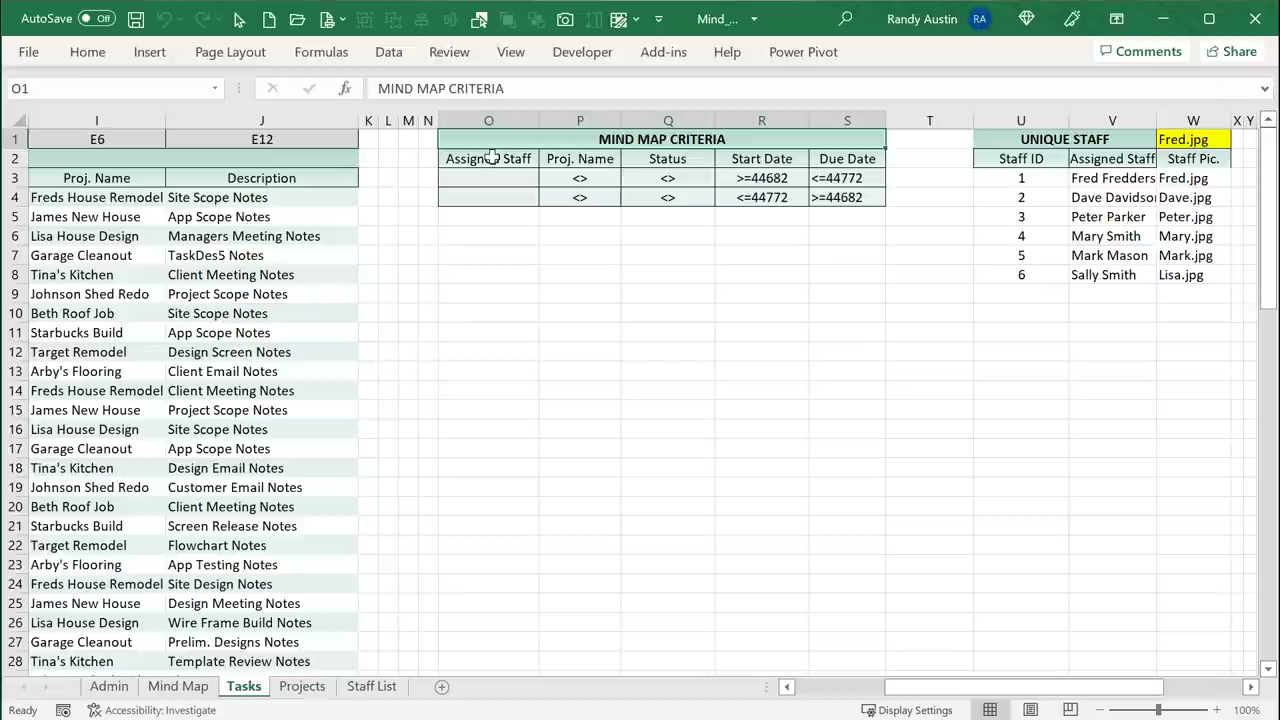 AutoSave Off Mind_... Randy Austin RA
File Home Insert Page Layout Formulas Data Review View Developer Add-ins Help Power Pivot Comments Share
O1 fx MIND MAP CRITERIA
I J K L M N O P Q R S T U V W X Y
1 E6 E12 MIND MAP CRITERIA UNIQUE STAFF Fred.jpg
2 Assigned Staff Proj. Name Status Start Date Due Date Staff ID Assigned Staff Staff Pic.
3 Proj. Name Description <> <> >=44682 <=44772 1 Fred Fredders Fred.jpg
4 Freds House Remodel Site Scope Notes <> <> <=44772 >=44682 2 Dave Davidson Dave.jpg
5 James New House App Scope Notes 3 Peter Parker Peter.jpg
6 Lisa House Design Managers Meeting Notes 4 Mary Smith Mary.jpg
7 Garage Cleanout TaskDes5 Notes 5 Mark Mason Mark.jpg
8 Tina's Kitchen Client Meeting Notes 6 Sally Smith Lisa.jpg
9 Johnson Shed Redo Project Scope Notes
10 Beth Roof Job Site Scope Notes
11 Starbucks Build App Scope Notes
12 Target Remodel Design Screen Notes
13 Arby's Flooring Client Email Notes
14 Freds House Remodel Client Meeting Notes
15 James New House Project Scope Notes
16 Lisa House Design Site Scope Notes
17 Garage Cleanout App Scope Notes
18 Tina's Kitchen Design Email Notes
19 Johnson Shed Redo Customer Email Notes
20 Beth Roof Job Client Meeting Notes
21 Starbucks Build Screen Release Notes
22 Target Remodel Flowchart Notes
23 Arby's Flooring App Testing Notes
24 Freds House Remodel Site Design Notes
25 James New House Design Meeting Notes
26 Lisa House Design Wire Frame Build Notes
27 Garage Cleanout Prelim. Designs Notes
28 Tina's Kitchen Template Review Notes
Admin Mind Map Tasks Projects Staff List
Ready Accessibility: Investigate Display Settings 100%